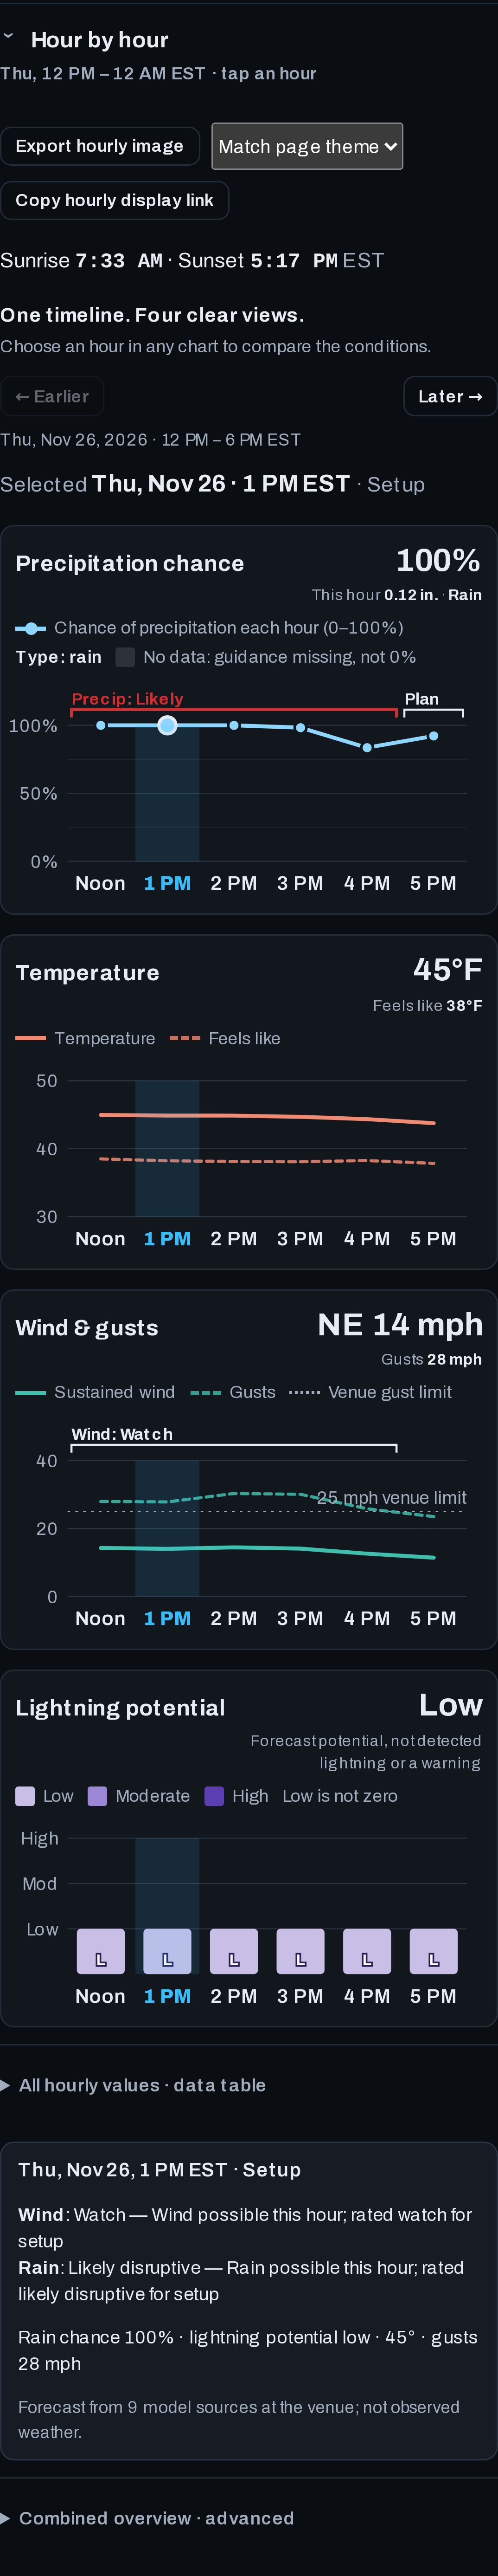 Hour by hour
Thu, 12 PM – 12 AM EST · tap an hour
Export hourly image
Match page theme
Copy hourly display link
Sunrise 7:33 AM · Sunset 5:17 PM EST
One timeline. Four clear views.
Choose an hour in any chart to compare the conditions.
← Earlier
Later →
Thu, Nov 26, 2026 · 12 PM – 6 PM EST
Selected Thu, Nov 26 · 1 PM EST · Setup
Precipitation chance
100%
This hour 0.12 in. · Rain
Chance of precipitation each hour (0–100%)
Type: rain No data: guidance missing, not 0%
Precip: Likely
Plan
100%
50%
0%
Noon 1 PM 2 PM 3 PM 4 PM 5 PM
Temperature
45°F
Feels like 38°F
Temperature Feels like
50
40
30
Noon 1 PM 2 PM 3 PM 4 PM 5 PM
Wind & gusts
NE 14 mph
Gusts 28 mph
Sustained wind Gusts Venue gust limit
Wind: Watch
40
25 mph venue limit
20
0
Noon 1 PM 2 PM 3 PM 4 PM 5 PM
Lightning potential
Low
Forecast potential, not detected
lightning or a warning
Low Moderate High Low is not zero
High
Mod
Low
L L L L L L
Noon 1 PM 2 PM 3 PM 4 PM 5 PM
All hourly values · data table
Thu, Nov 26, 1 PM EST · Setup
Wind: Watch — Wind possible this hour; rated watch for
setup
Rain: Likely disruptive — Rain possible this hour; rated
likely disruptive for setup
Rain chance 100% · lightning potential low · 45° · gusts
28 mph
Forecast from 9 model sources at the venue; not observed
weather.
Combined overview · advanced